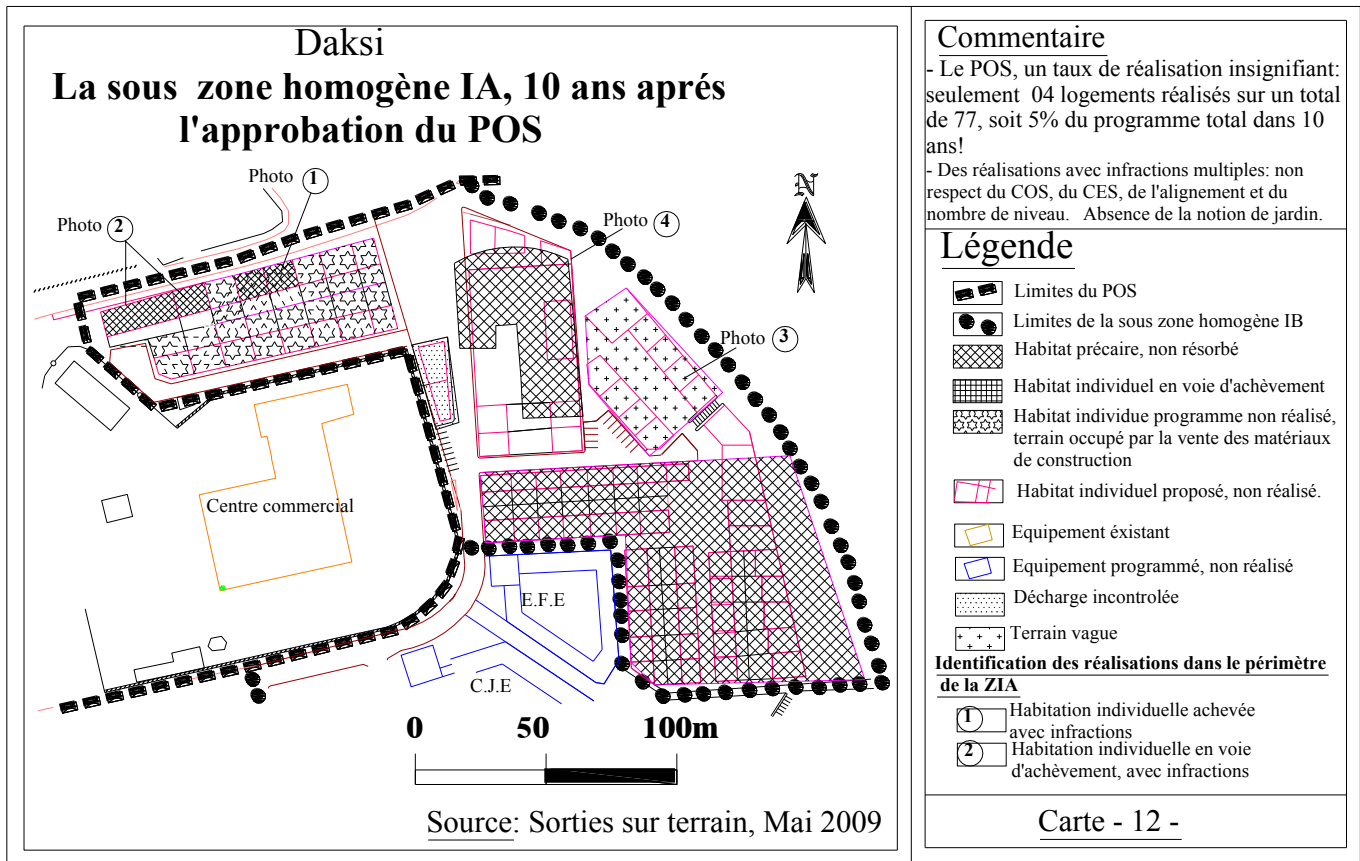 Daksi
La sous zone homogène IA, 10 ans aprés
l'approbation du POS
Photo 1
Photo 2
Photo 4
N
Photo 3
Centre commercial
E.F.E
C.J.E
0 50 100m
Source: Sorties sur terrain, Mai 2009
Commentaire
- Le POS, un taux de réalisation insignifiant:
seulement 04 logements réalisés sur un total
de 77, soit 5% du programme total dans 10
ans!
- Des réalisations avec infractions multiples: non
respect du COS, du CES, de l'alignement et du
nombre de niveau. Absence de la notion de jardin.
Légende
Limites du POS
Limites de la sous zone homogène IB
Habitat précaire, non résorbé
Habitat individuel en voie d'achèvement
Habitat individue programme non réalisé,
terrain occupé par la vente des matériaux
de construction
Habitat individuel proposé, non réalisé.
Equipement éxistant
Equipement programmé, non réalisé
Décharge incontrolée
Terrain vague
Identification des réalisations dans le périmètre
de la ZIA
1 Habitation individuelle achevée
avec infractions
2 Habitation individuelle en voie
d'achèvement, avec infractions
Carte - 12 -